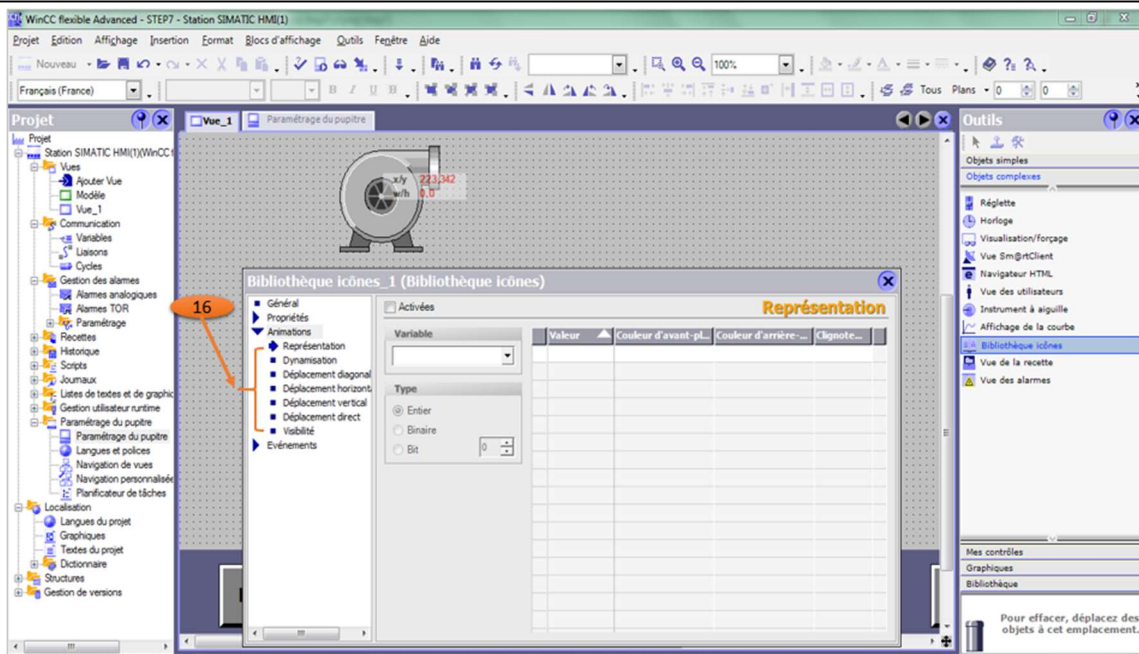 WinCC flexible Advanced - STEP7 - Station SIMATIC HMI(1)
Projet Edition Affichage Insertion Format Blocs d'affichage Outils Fenêtre Aide
Nouveau 100%
Français (France) B I U Tous Plans 0 0
Projet
Projet
Station SIMATIC HMI(1)(WinCC f
Vues
Ajouter Vue
Modèle
Vue_1
Communication
Variables
Liaisons
Cycles
Gestion des alarmes
Alarmes analogiques
Alarmes TOR
Paramétrage
Recettes
Historique
Scripts
Journaux
Listes de textes et de graphic
Gestion utilisateur runtime
Paramétrage du pupitre
Paramétrage du pupitre
Langues et polices
Navigation de vues
Navigation personnalisée
Planificateur de tâches
Localisation
Langues du projet
Graphiques
Textes du projet
Dictionnaire
Structures
Gestion de versions
Vue_1 Paramétrage du pupitre
x/y 223,342
w/h 0,0
16
Bibliothèque icônes_1 (Bibliothèque icônes)
Général
Propriétés
Animations
Représentation
Dynamisation
Déplacement diagonal
Déplacement horizont
Déplacement vertical
Déplacement direct
Visibilité
Evénements
Activées
Représentation
Variable
Type
Entier
Binaire
Bit 0
Valeur Couleur d'avant-pl... Couleur d'arrière-... Clignote...
Outils
Objets simples
Objets complexes
Réglette
Horloge
Visualisation/forçage
Vue Sm@rtClient
Navigateur HTML
Vue des utilisateurs
Instrument à aiguille
Affichage de la courbe
Bibliothèque icônes
Vue de la recette
Vue des alarmes
Mes contrôles
Graphiques
Bibliothèque
Pour effacer, déplacez des
objets à cet emplacement.